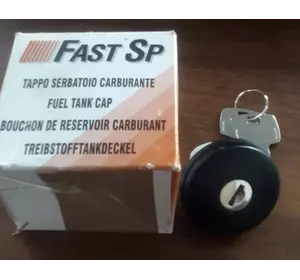 FAST SP
TAPPO SERBATOIO CARBURANTE
FUEL TANK CAP
BOUCHON DE RESERVOIR CARBURANT
TREIBSTOFFTANKDECKEL